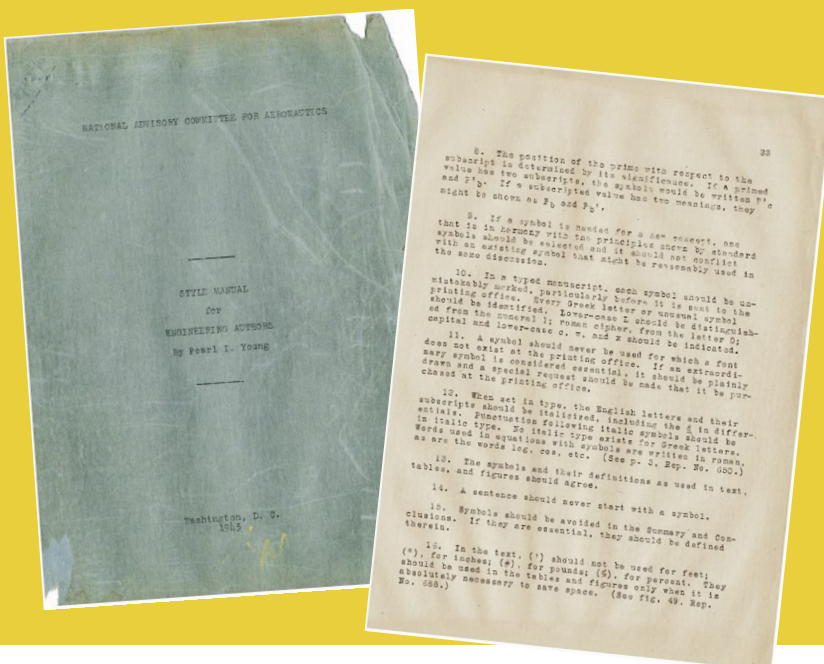 NATIONAL ADVISORY COMMITTEE FOR AERONAUTICS
STYLE MANUAL
for
ENGINEERING AUTHORS
By Pearl I. Young
Washington, D. C.
1943
33
8. The position of the prime with respect to the
subscript is determined by its significance. If a primed
value has two subscripts, the symbols would be written P'c
and P'b. If a subscripted value has two meanings, they
might be shown as Pb and Pb'.
9. If a symbol is needed for a new concept, one
that is in harmony with the principles shown by standard
symbols should be selected and it should not conflict
with an existing symbol that might be reasonably used in
the same discussion.
10. In a typed manuscript, each symbol should be un-
mistakably marked, particularly before it is sent to the
printing office. Every Greek letter or unusual symbol
should be identified. Lower-case L should be distinguish-
ed from the numeral 1; roman cipher, from the letter O;
capital and lower-case c, w, and x should be indicated.
11. A symbol should never be used for which a font
does not exist at the printing office. If an extraordi-
nary symbol is considered essential, it should be plainly
drawn and a special request should be made that it be pur-
chased at the printing office.
12. When set in type, the English letters and their
subscripts should be italicized, including the d in differ-
entials. Punctuation following italic symbols should be
in italic type. No italic type exists for Greek letters.
Words used in equations with symbols are written in roman,
as are the words log, cos, etc. (See p. 3, Rep. No. 650.)
13. The symbols and their definitions as used in text,
tables, and figures should agree.
14. A sentence should never start with a symbol.
15. Symbols should be avoided in the Summary and Con-
clusions. If they are essential, they should be defined
therein.
16. In the text, (') should not be used for feet;
("), for inches; (#), for pounds; (%), for percent. They
should be used in the tables and figures only when it is
absolutely necessary to save space. (See fig. 49, Rep.
No. 688.)